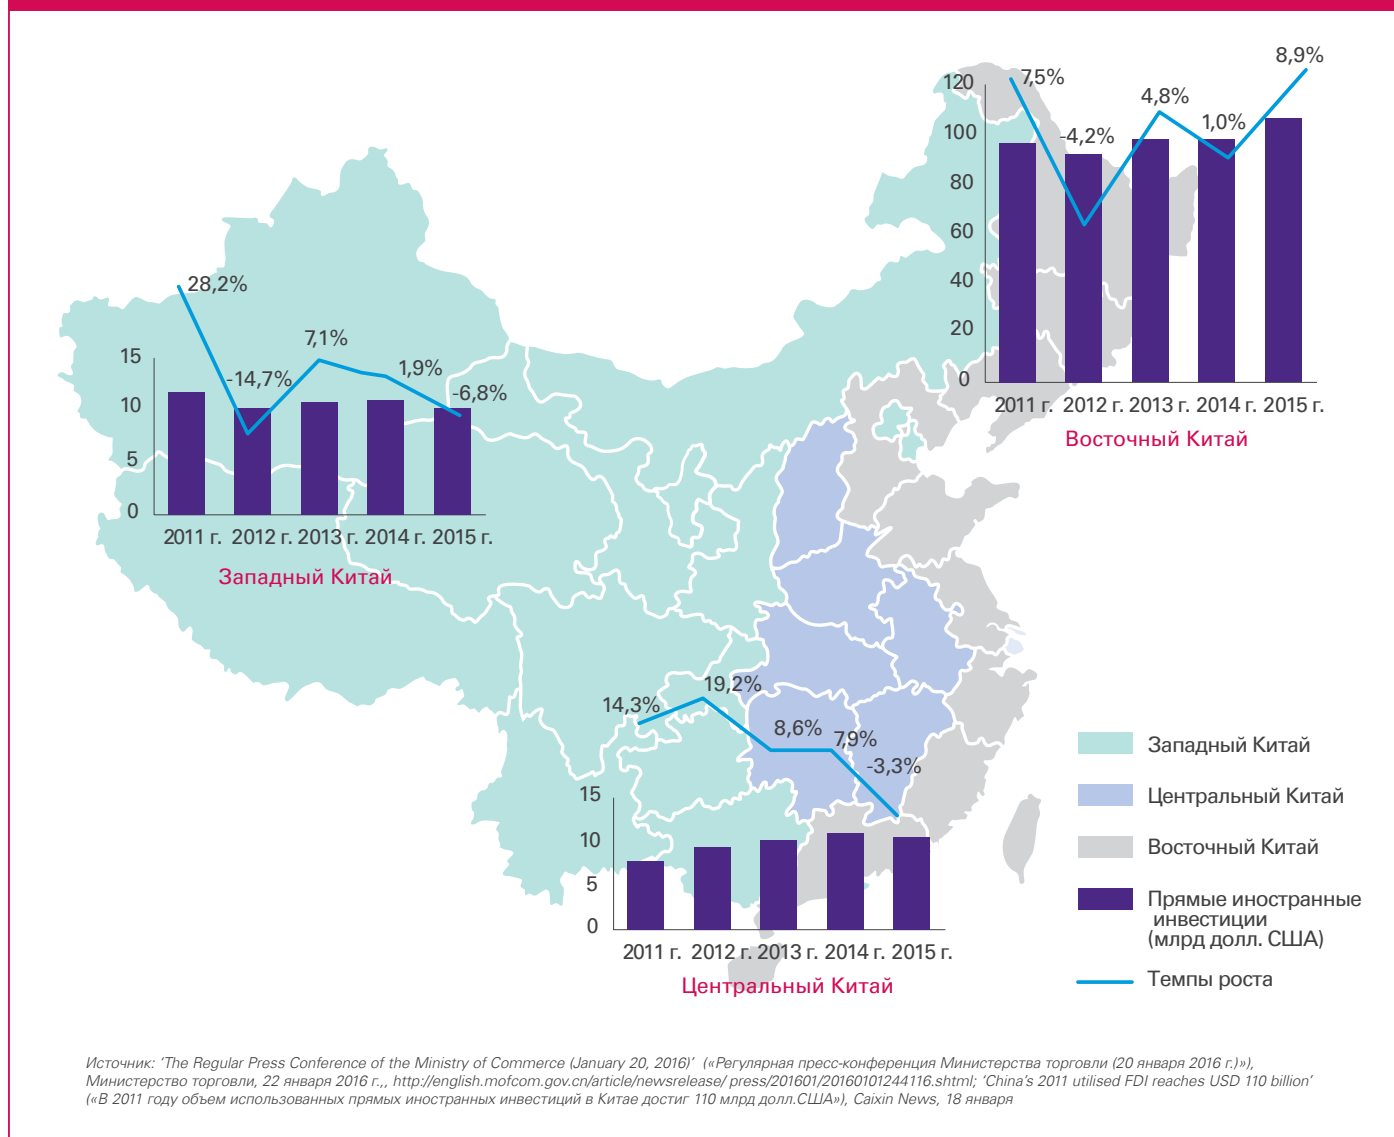 8,9%
120
7,5%
4,8%
100
-4,2%
1,0%
80
60
40
20
0
2011 г. 2012 г. 2013 г. 2014 г. 2015 г.
Восточный Китай
28,2%
7,1%
15
-14,7%
1,9%
-6,8%
10
5
0
2011 г. 2012 г. 2013 г. 2014 г. 2015 г.
Западный Китай
14,3%
19,2%
8,6%
7,9%
-3,3%
15
10
5
0
2011 г. 2012 г. 2013 г. 2014 г. 2015 г.
Центральный Китай
Западный Китай
Центральный Китай
Восточный Китай
Прямые иностранные
инвестиции
(млрд долл. США)
Темпы роста
Источник: ‘The Regular Press Conference of the Ministry of Commerce (January 20, 2016)’ («Регулярная пресс-конференция Министерства торговли (20 января 2016 г.)»),
Министерство торговли, 22 января 2016 г.,, http://english.mofcom.gov.cn/article/newsrelease/ press/201601/20160101244116.shtml; ‘China’s 2011 utilised FDI reaches USD 110 billion’
(«В 2011 году объем использованных прямых иностранных инвестиций в Китае достиг 110 млрд долл.США»), Caixin News, 18 января